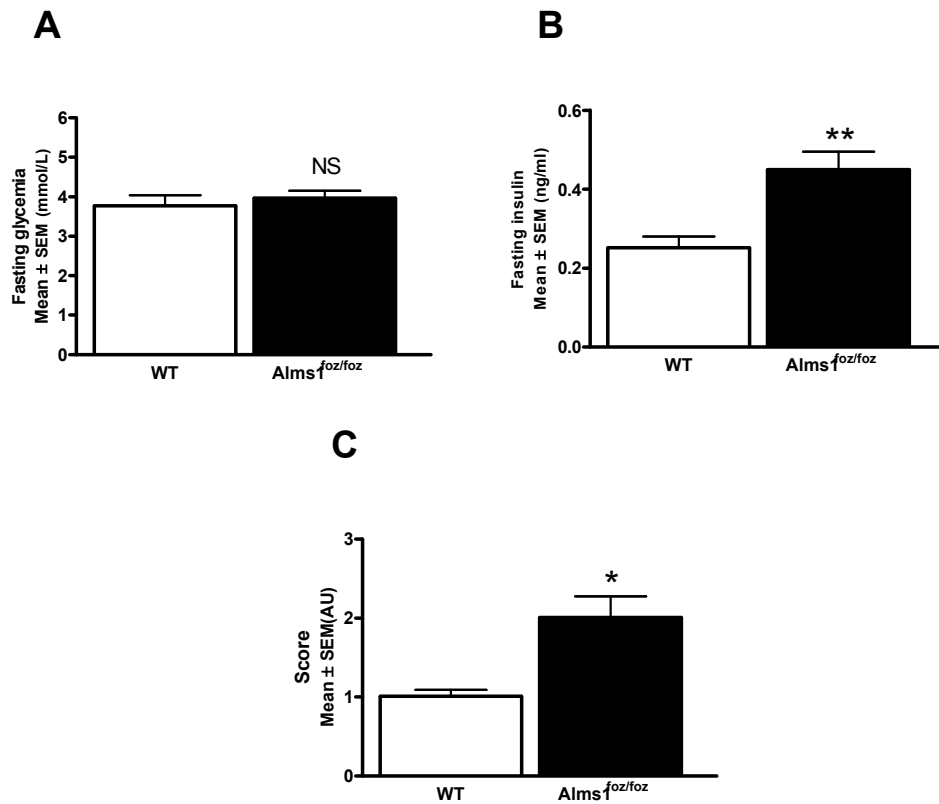 A
Fasting glycemia
Mean ± SEM (mmol/L)
6
5
4
3
2
1
0
NS
WT
Alms1foz/foz
B
Fasting insulin
Mean ± SEM (ng/ml)
0.6
0.4
0.2
0.0
**
WT
Alms1foz/foz
C
Score
Mean ± SEM(AU)
3
2
1
0
*
WT
Alms1foz/foz